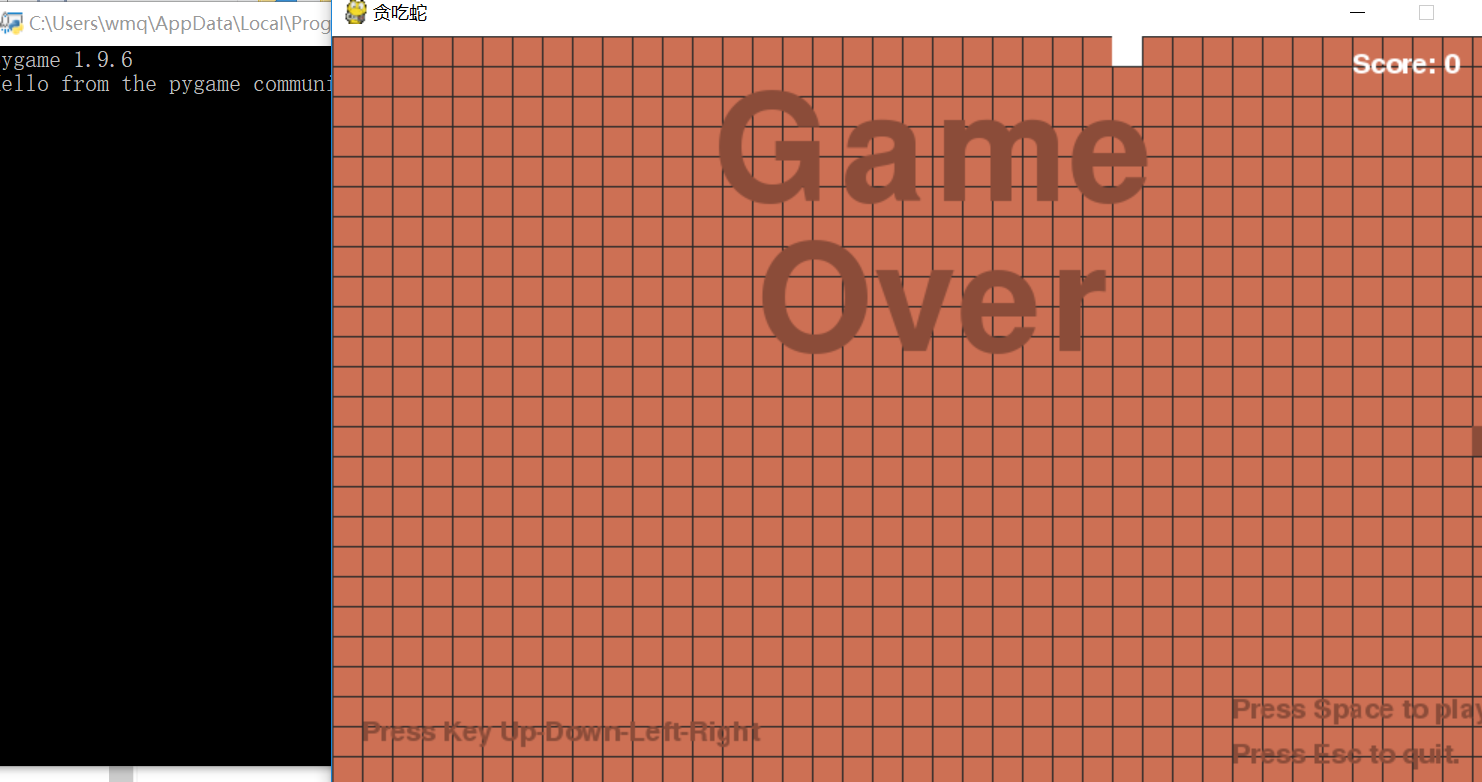 C:\Users\wmq\AppData\Local\Prog
贪吃蛇
ygame 1.9.6
ello from the pygame communi
Score: 0
Game
Over
Press Key Up-Down-Left-Right
Press Space to play
Press Esc to quit.